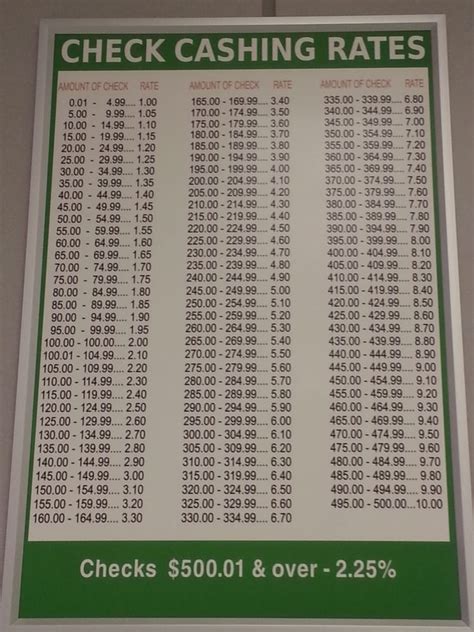 CHECK CASHING RATES
AMOUNT OF CHECK RATE
0.01 - 4.99.... 1.00
5.00 - 9.99.... 1.05
10.00 - 14.99.... 1.10
15.00 - 19.99.... 1.15
20.00 - 24.99.... 1.20
25.00 - 29.99.... 1.25
30.00 - 34.99.... 1.30
35.00 - 39.99.... 1.35
40.00 - 44.99.... 1.40
45.00 - 49.99.... 1.45
50.00 - 54.99.... 1.50
55.00 - 59.99.... 1.55
60.00 - 64.99.... 1.60
65.00 - 69.99.... 1.65
70.00 - 74.99.... 1.70
75.00 - 79.99.... 1.75
80.00 - 84.99.... 1.80
85.00 - 89.99.... 1.85
90.00 - 94.99.... 1.90
95.00 - 99.99.... 1.95
100.00 - 100.00.... 2.00
100.01 - 104.99.... 2.10
105.00 - 109.99.... 2.20
110.00 - 114.99.... 2.30
115.00 - 119.99.... 2.40
120.00 - 124.99.... 2.50
125.00 - 129.99.... 2.60
130.00 - 134.99.... 2.70
135.00 - 139.99.... 2.80
140.00 - 144.99.... 2.90
145.00 - 149.99.... 3.00
150.00 - 154.99.... 3.10
155.00 - 159.99.... 3.20
160.00 - 164.99.... 3.30
AMOUNT OF CHECK RATE
165.00 - 169.99.... 3.40
170.00 - 174.99.... 3.50
175.00 - 179.99.... 3.60
180.00 - 184.99.... 3.70
185.00 - 189.99.... 3.80
190.00 - 194.99.... 3.90
195.00 - 199.99.... 4.00
200.00 - 204.99.... 4.10
205.00 - 209.99.... 4.20
210.00 - 214.99.... 4.30
215.00 - 219.99.... 4.40
220.00 - 224.99.... 4.50
225.00 - 229.99.... 4.60
230.00 - 234.99.... 4.70
235.00 - 239.99.... 4.80
240.00 - 244.99.... 4.90
245.00 - 249.99.... 5.00
250.00 - 254.99.... 5.10
255.00 - 259.99.... 5.20
260.00 - 264.99.... 5.30
265.00 - 269.99.... 5.40
270.00 - 274.99.... 5.50
275.00 - 279.99.... 5.60
280.00 - 284.99.... 5.70
285.00 - 289.99.... 5.80
290.00 - 294.99.... 5.90
295.00 - 299.99.... 6.00
300.00 - 304.99.... 6.10
305.00 - 309.99.... 6.20
310.00 - 314.99.... 6.30
315.00 - 319.99.... 6.40
320.00 - 324.99.... 6.50
325.00 - 329.99.... 6.60
330.00 - 334.99.... 6.70
AMOUNT OF CHECK RATE
335.00 - 339.99.... 6.80
340.00 - 344.99.... 6.90
345.00 - 349.99.... 7.00
350.00 - 354.99.... 7.10
355.00 - 359.99.... 7.20
360.00 - 364.99.... 7.30
365.00 - 369.99.... 7.40
370.00 - 374.99.... 7.50
375.00 - 379.99.... 7.60
380.00 - 384.99.... 7.70
385.00 - 389.99.... 7.80
390.00 - 394.99.... 7.90
395.00 - 399.99.... 8.00
400.00 - 404.99.... 8.10
405.00 - 409.99.... 8.20
410.00 - 414.99.... 8.30
415.00 - 419.99.... 8.40
420.00 - 424.99.... 8.50
425.00 - 429.99.... 8.60
430.00 - 434.99.... 8.70
435.00 - 439.99.... 8.80
440.00 - 444.99.... 8.90
445.00 - 449.99.... 9.00
450.00 - 454.99.... 9.10
455.00 - 459.99.... 9.20
460.00 - 464.99.... 9.30
465.00 - 469.99.... 9.40
470.00 - 474.99.... 9.50
475.00 - 479.99.... 9.60
480.00 - 484.99.... 9.70
485.00 - 489.99.... 9.80
490.00 - 494.99.... 9.90
495.00 - 500.00....10.00
Checks $500.01 & over - 2.25%